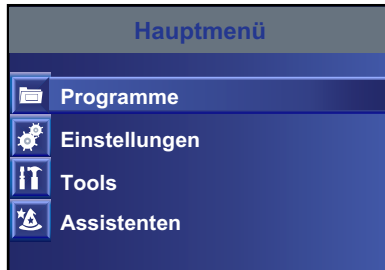 Hauptmenü
Programme
Einstellungen
Tools
Assistenten